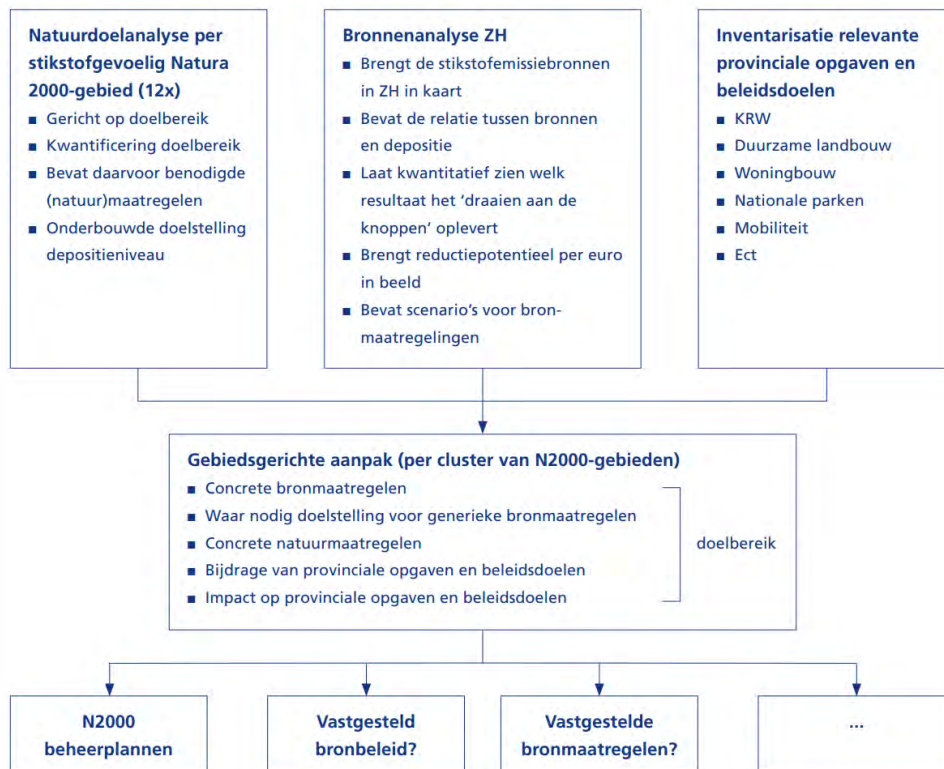 Natuurdoelanalyse per
stikstofgevoelig Natura
2000-gebied (12x)
■ Gericht op doelbereik
■ Kwantificering doelbereik
■ Bevat daarvoor benodigde
(natuur)maatregelen
■ Onderbouwde doelstelling
depositieniveau
Bronnenanalyse ZH
■ Brengt de stikstofemissiebronnen
in ZH in kaart
■ Bevat de relatie tussen bronnen
en depositie
■ Laat kwantitatief zien welk
resultaat het ‘draaien aan de
knoppen’ oplevert
■ Brengt reductiepotentieel per euro
in beeld
■ Bevat scenario’s voor bron-
maatregelingen
Inventarisatie relevante
provinciale opgaven en
beleidsdoelen
■ KRW
■ Duurzame landbouw
■ Woningbouw
■ Nationale parken
■ Mobiliteit
■ Ect
Gebiedsgerichte aanpak (per cluster van N2000-gebieden)
■ Concrete bronmaatregelen
■ Waar nodig doelstelling voor generieke bronmaatregelen
■ Concrete natuurmaatregelen
■ Bijdrage van provinciale opgaven en beleidsdoelen
■ Impact op provinciale opgaven en beleidsdoelen
doelbereik
N2000
beheerplannen
Vastgesteld
bronbeleid?
Vastgestelde
bronmaatregelen?
...